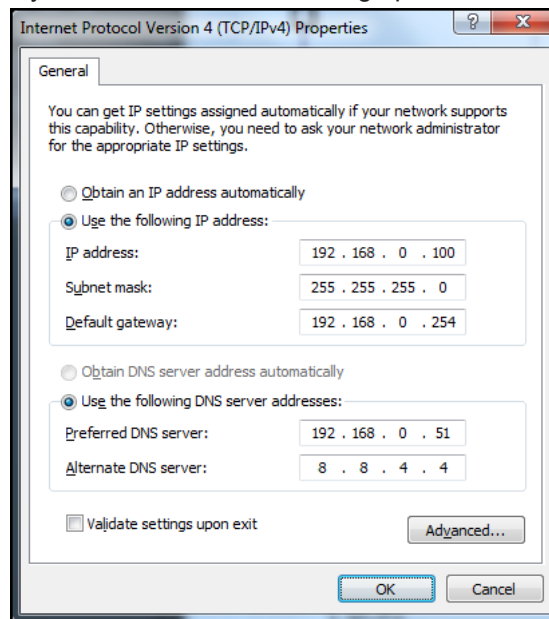 Internet Protocol Version 4 (TCP/IPv4) Properties
General
You can get IP settings assigned automatically if your network supports
this capability. Otherwise, you need to ask your network administrator
for the appropriate IP settings.
Obtain an IP address automatically
Use the following IP address:
IP address: 192 . 168 . 0 . 100
Subnet mask: 255 . 255 . 255 . 0
Default gateway: 192 . 168 . 0 . 254
Obtain DNS server address automatically
Use the following DNS server addresses:
Preferred DNS server: 192 . 168 . 0 . 51
Alternate DNS server: 8 . 8 . 4 . 4
Validate settings upon exit
Advanced...
OK Cancel